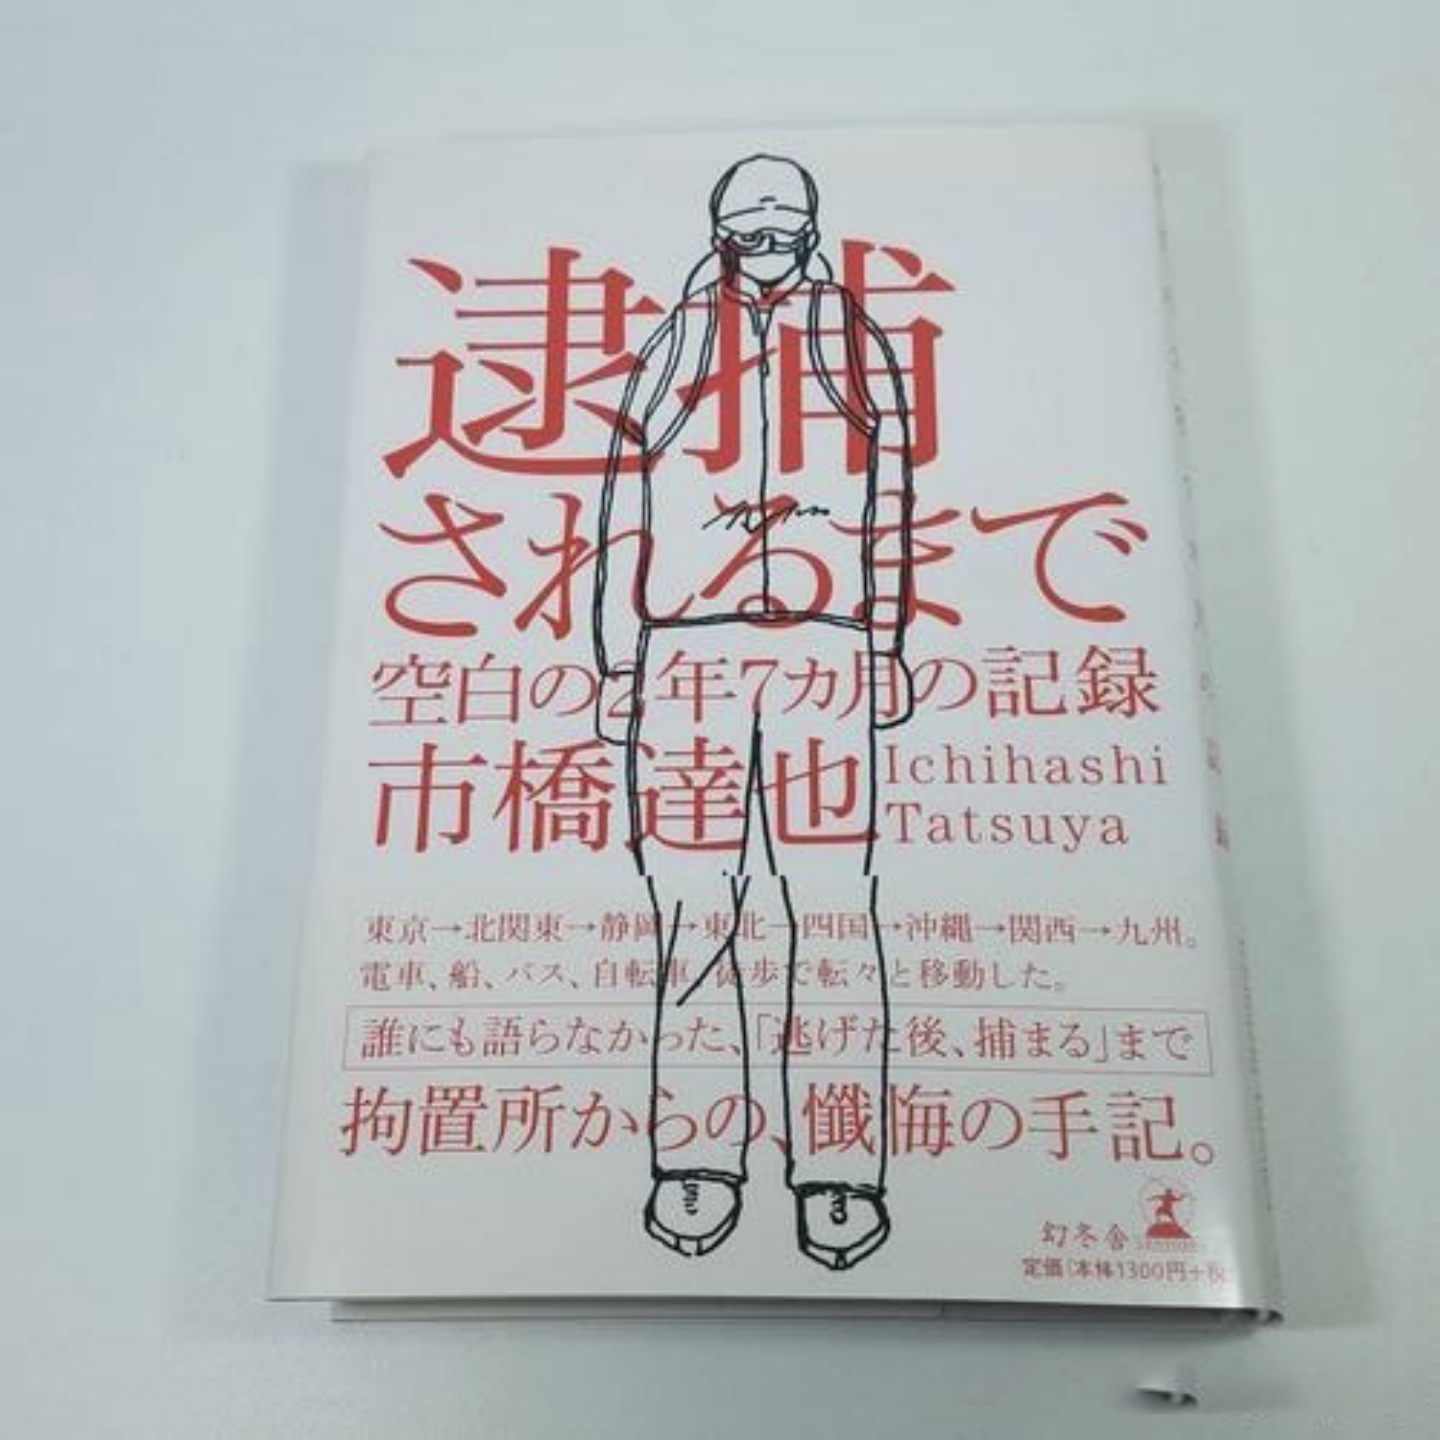 逮捕
されるまで
空白の2年7カ月の記録
市橋達也
Ichihashi
Tatsuya
東京→北関東→静岡→東北→四国→沖縄→関西→九州。
電車、船、バス、自転車、徒歩で転々と移動した。
誰にも語らなかった、「逃げた後、捕まる」まで
拘置所からの、懺悔の手記。
幻冬舎
定価(本体1300円+税